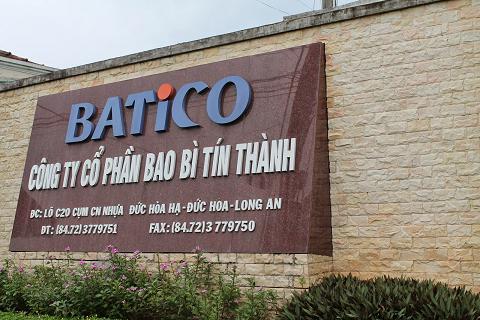 BATiCO
CÔNG TY CỔ PHẦN BAO BÌ TÍN THÀNH
ĐC: LÔ C20 CỤM CN NHỰA ĐỨC HÒA HẠ-ĐỨC HOA-LONG AN
ĐT.: (84.72)3779751 FAX:(84.72)3 779750